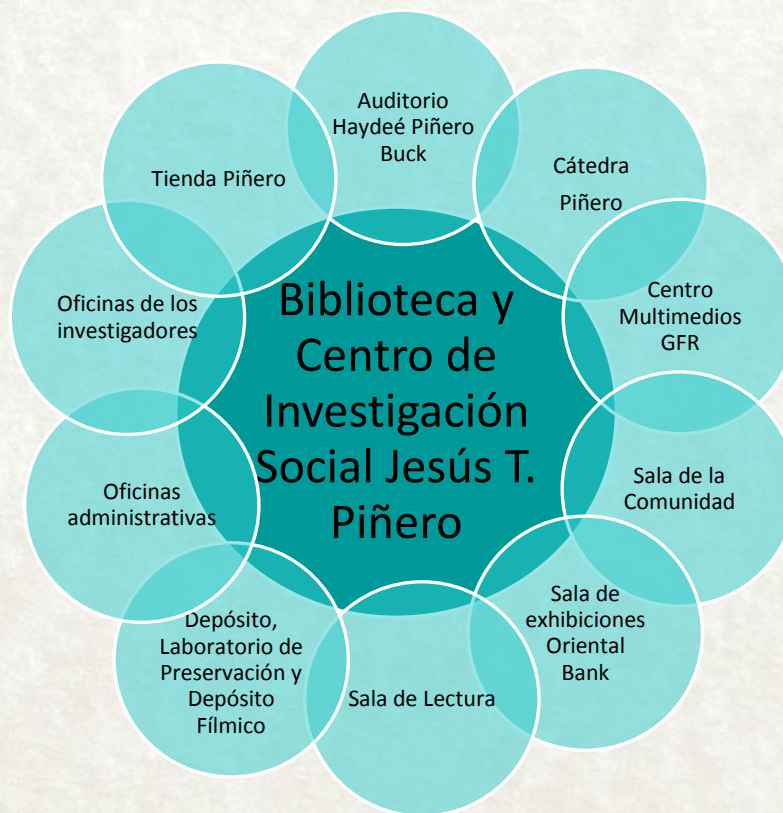 Biblioteca y
Centro de
Investigación
Social Jesús T.
Piñero
Auditorio
Haydeé Piñero
Buck
Cátedra
Piñero
Centro
Multimedios
GFR
Sala de la
Comunidad
Sala de
exhibiciones
Oriental
Bank
Sala de Lectura
Depósito,
Laboratorio de
Preservación y
Depósito
Fílmico
Oficinas
administrativas
Oficinas de los
investigadores
Tienda Piñero